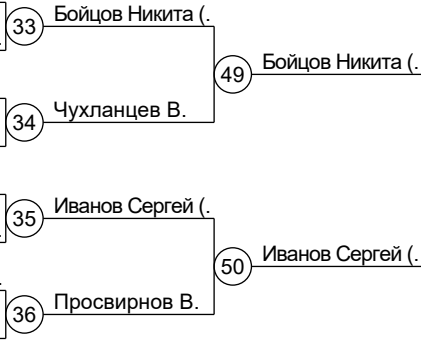 33 Бойцов Никита (.
49 Бойцов Никита (.
34 Чухланцев В.
35 Иванов Сергей (.
50 Иванов Сергей (.
36 Просвирнов В.